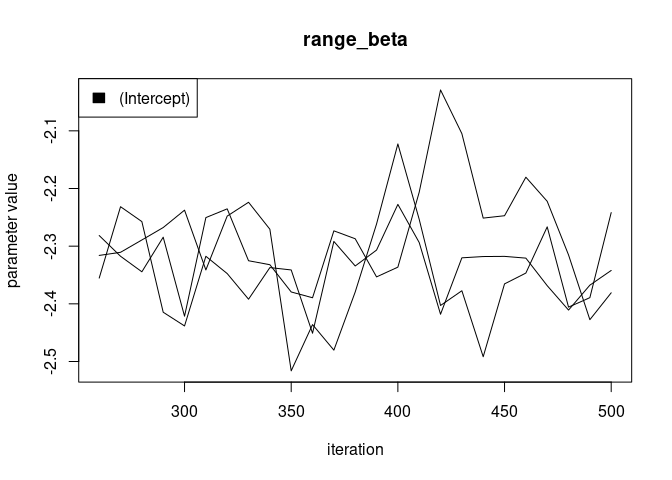 range_beta
(Intercept)
parameter value
-2.1
-2.2
-2.3
-2.4
-2.5
300 350 400 450 500
iteration